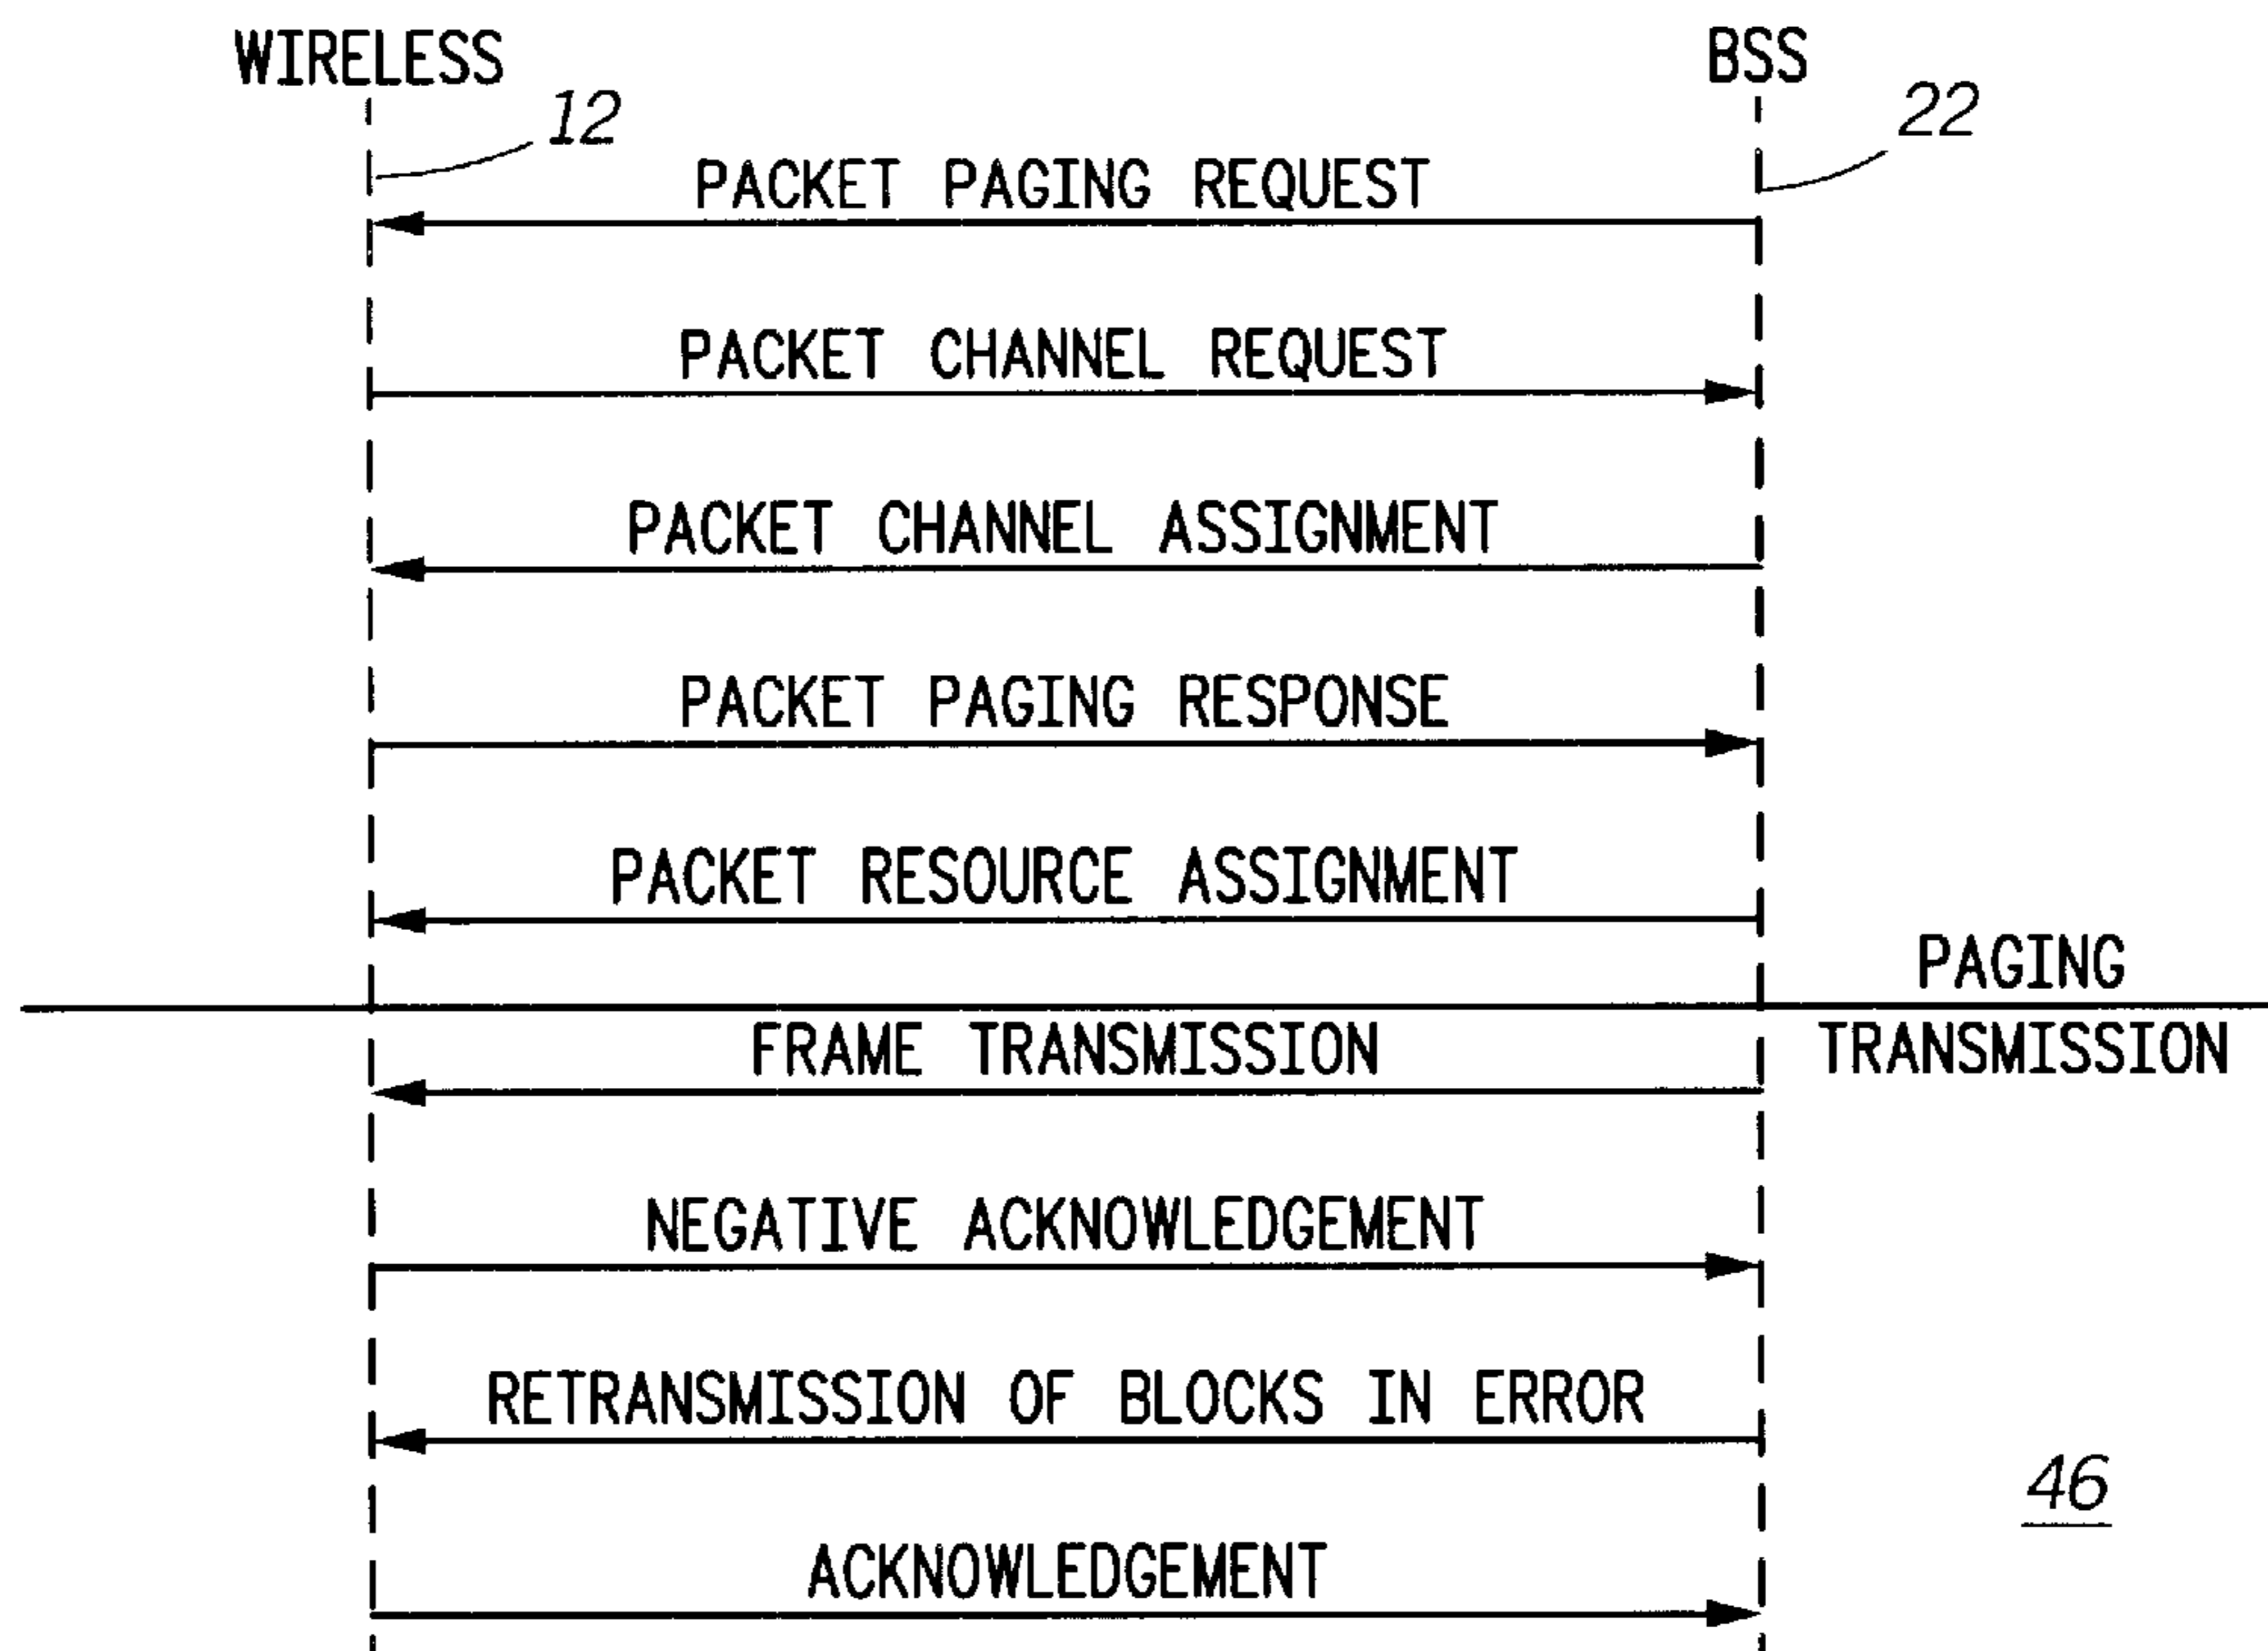 WIRELESS
BSS
12
22
PACKET PAGING REQUEST
PACKET CHANNEL REQUEST
PACKET CHANNEL ASSIGNMENT
PACKET PAGING RESPONSE
PACKET RESOURCE ASSIGNMENT
PAGING
FRAME TRANSMISSION
TRANSMISSION
NEGATIVE ACKNOWLEDGEMENT
RETRANSMISSION OF BLOCKS IN ERROR
46
ACKNOWLEDGEMENT